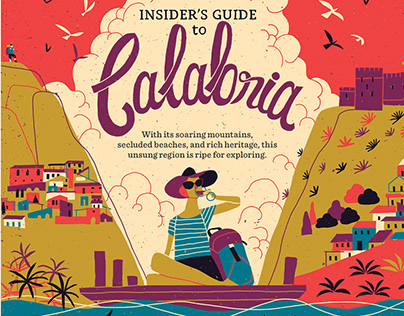 INSIDER'S GUIDE
to
Calabria
With its soaring mountains,
secluded beaches, and rich heritage, this
unsung region is ripe for exploring.